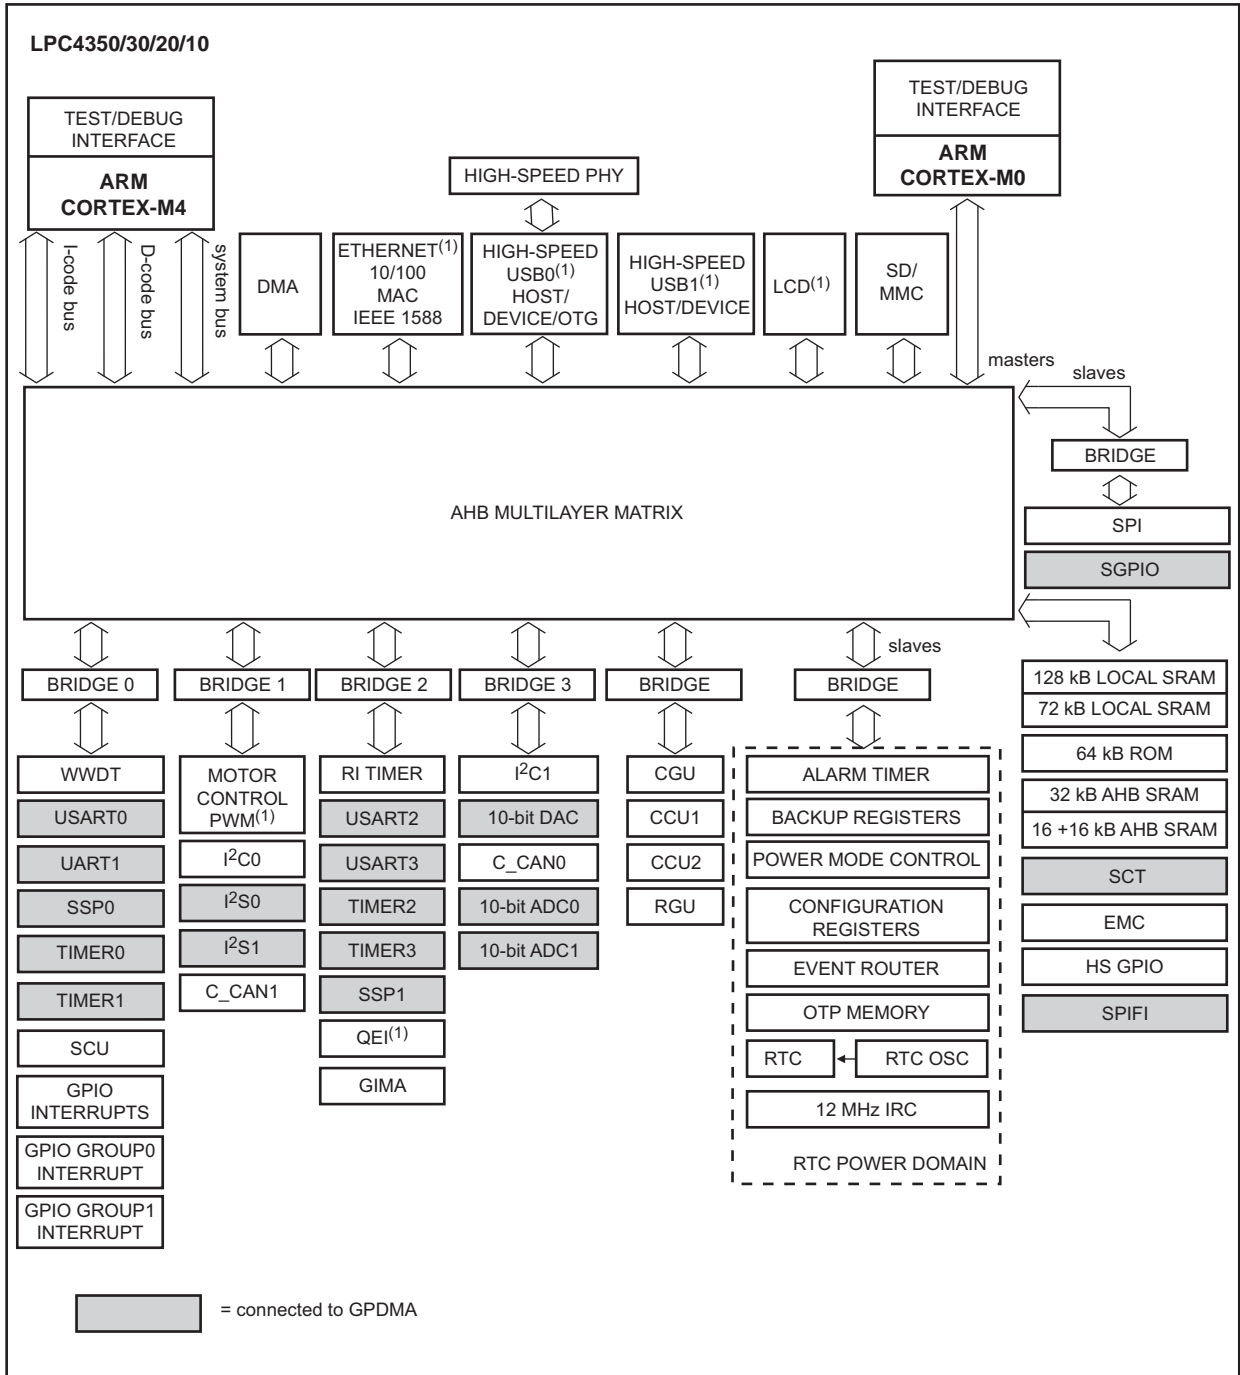 LPC4350/30/20/10
TEST/DEBUG
INTERFACE
ARM
CORTEX-M4
TEST/DEBUG
INTERFACE
ARM
CORTEX-M0
HIGH-SPEED PHY
I-code bus
D-code bus
system bus
DMA
ETHERNET(1)
10/100
MAC
IEEE 1588
HIGH-SPEED
USB0(1)
HOST/
DEVICE/OTG
HIGH-SPEED
USB1(1)
HOST/DEVICE
LCD(1)
SD/
MMC
masters
slaves
BRIDGE
SPI
SGPIO
AHB MULTILAYER MATRIX
slaves
BRIDGE 0
BRIDGE 1
BRIDGE 2
BRIDGE 3
BRIDGE
BRIDGE
WWDT
USART0
UART1
SSP0
TIMER0
TIMER1
SCU
GPIO
INTERRUPTS
GPIO GROUP0
INTERRUPT
GPIO GROUP1
INTERRUPT
MOTOR
CONTROL
PWM(1)
I2C0
I2S0
I2S1
C_CAN1
RI TIMER
USART2
USART3
TIMER2
TIMER3
SSP1
QEI(1)
GIMA
I2C1
10-bit DAC
C_CAN0
10-bit ADC0
10-bit ADC1
CGU
CCU1
CCU2
RGU
ALARM TIMER
BACKUP REGISTERS
POWER MODE CONTROL
CONFIGURATION
REGISTERS
EVENT ROUTER
OTP MEMORY
RTC
RTC OSC
12 MHz IRC
RTC POWER DOMAIN
128 kB LOCAL SRAM
72 kB LOCAL SRAM
64 kB ROM
32 kB AHB SRAM
16 +16 kB AHB SRAM
SCT
EMC
HS GPIO
SPIFI
= connected to GPDMA